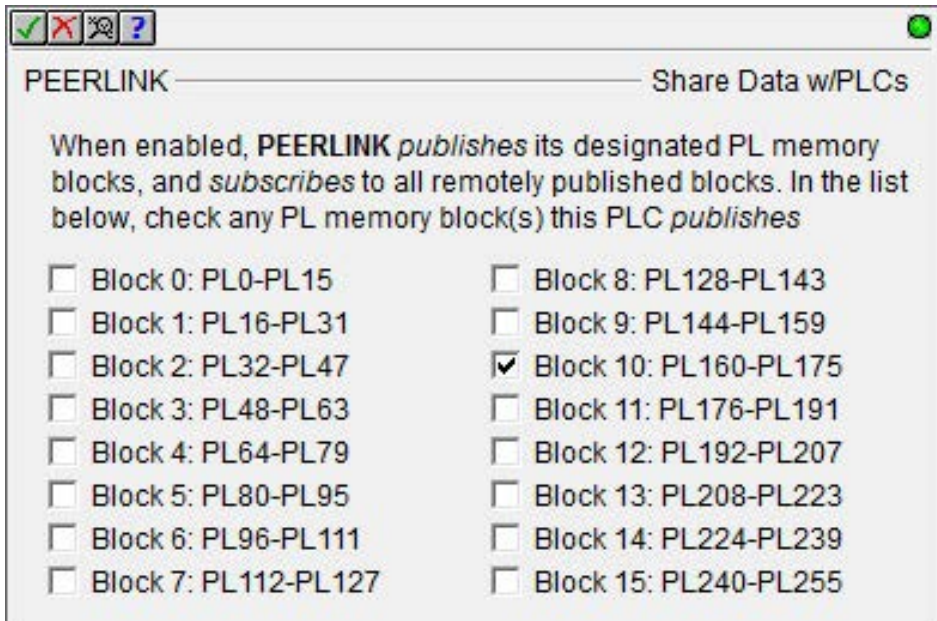 ?
PEERLINK Share Data w/PLCs
When enabled, PEERLINK publishes its designated PL memory
blocks, and subscribes to all remotely published blocks. In the list
below, check any PL memory block(s) this PLC publishes
Block 0: PL0-PL15
Block 1: PL16-PL31
Block 2: PL32-PL47
Block 3: PL48-PL63
Block 4: PL64-PL79
Block 5: PL80-PL95
Block 6: PL96-PL111
Block 7: PL112-PL127
Block 8: PL128-PL143
Block 9: PL144-PL159
Block 10: PL160-PL175
Block 11: PL176-PL191
Block 12: PL192-PL207
Block 13: PL208-PL223
Block 14: PL224-PL239
Block 15: PL240-PL255